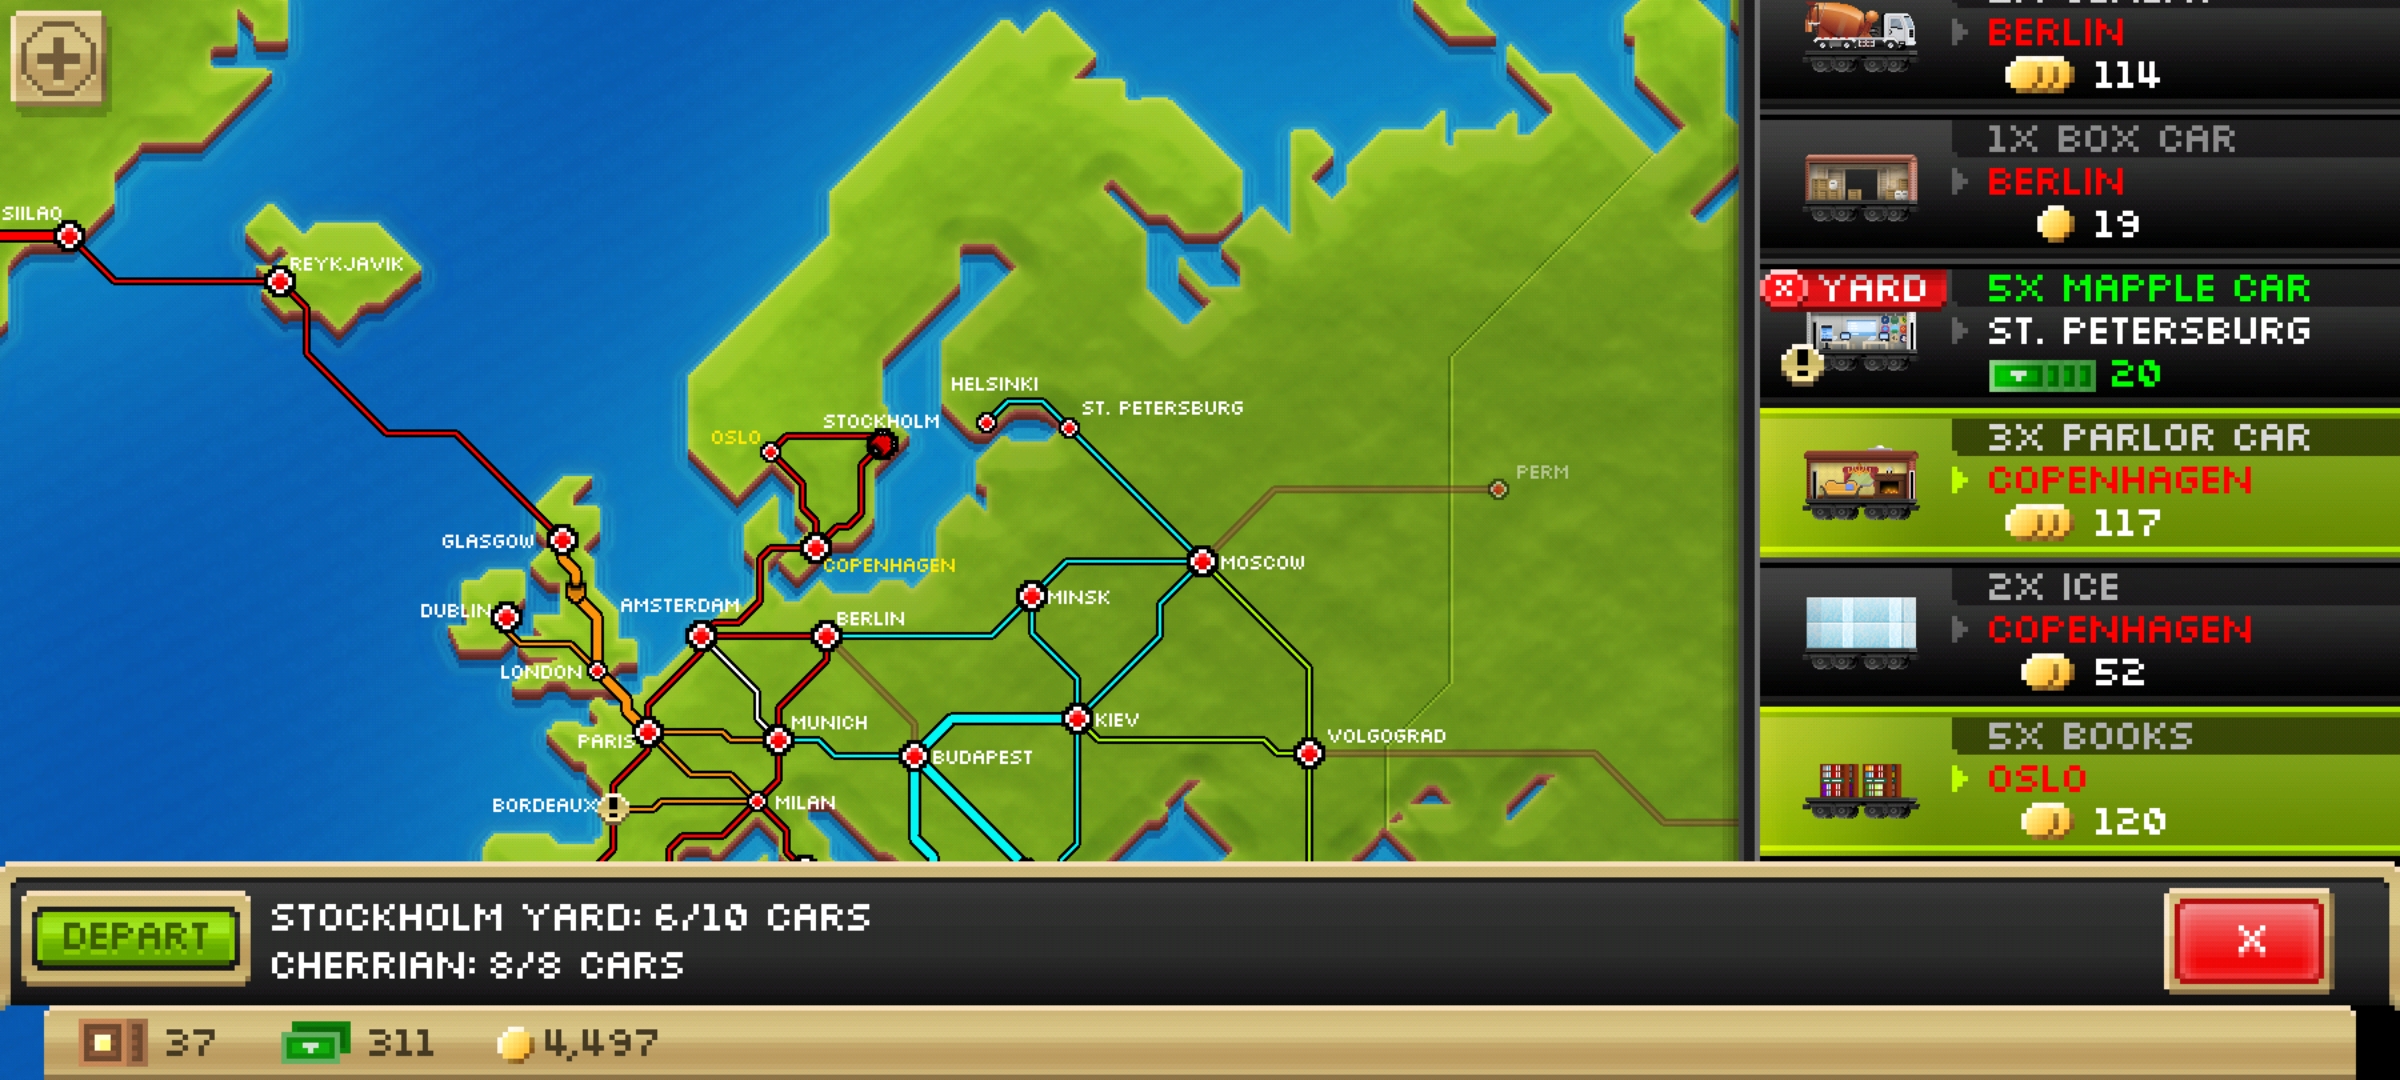 SIILAQ
REYKJAVIK
GLASGOW
DUBLIN
LONDON
AMSTERDAM
PARIS
BORDEAUX
OSLO
STOCKHOLM
COPENHAGEN
BERLIN
MUNICH
MILAN
BUDAPEST
HELSINKI
ST. PETERSBURG
MINSK
KIEV
MOSCOW
PERM
VOLGOGRAD
BERLIN
114
1X BOX CAR
BERLIN
19
YARD
5X MAPPLE CAR
ST. PETERSBURG
20
3X PARLOR CAR
COPENHAGEN
117
2X ICE
COPENHAGEN
52
5X BOOKS
OSLO
120
DEPART
STOCKHOLM YARD: 6/10 CARS
CHERRIAN: 8/8 CARS
X
37
311
4,497